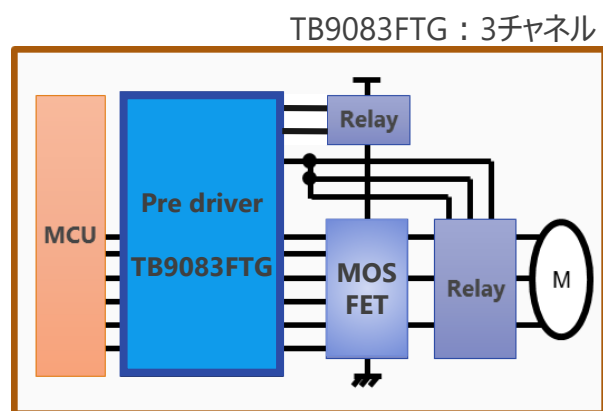 TB9083FTG：3チャネル
Relay
Pre driver
MCU
TB9083FTG
MOS
FET
Relay
M